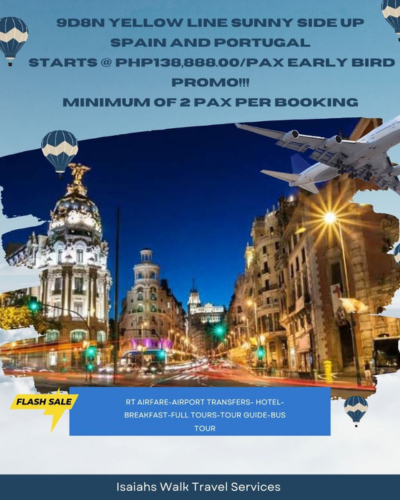 9D8N YELLOW LINE SUNNY SIDE UP
SPAIN AND PORTUGAL
STARTS @ PHP138,888.00/PAX EARLY BIRD
PROMO!!!
MINIMUM OF 2 PAX PER BOOKING
FLASH SALE
RT AIRFARE-AIRPORT TRANSFERS- HOTEL-
BREAKFAST-FULL TOURS-TOUR GUIDE-BUS
TOUR
Isaiahs Walk Travel Services